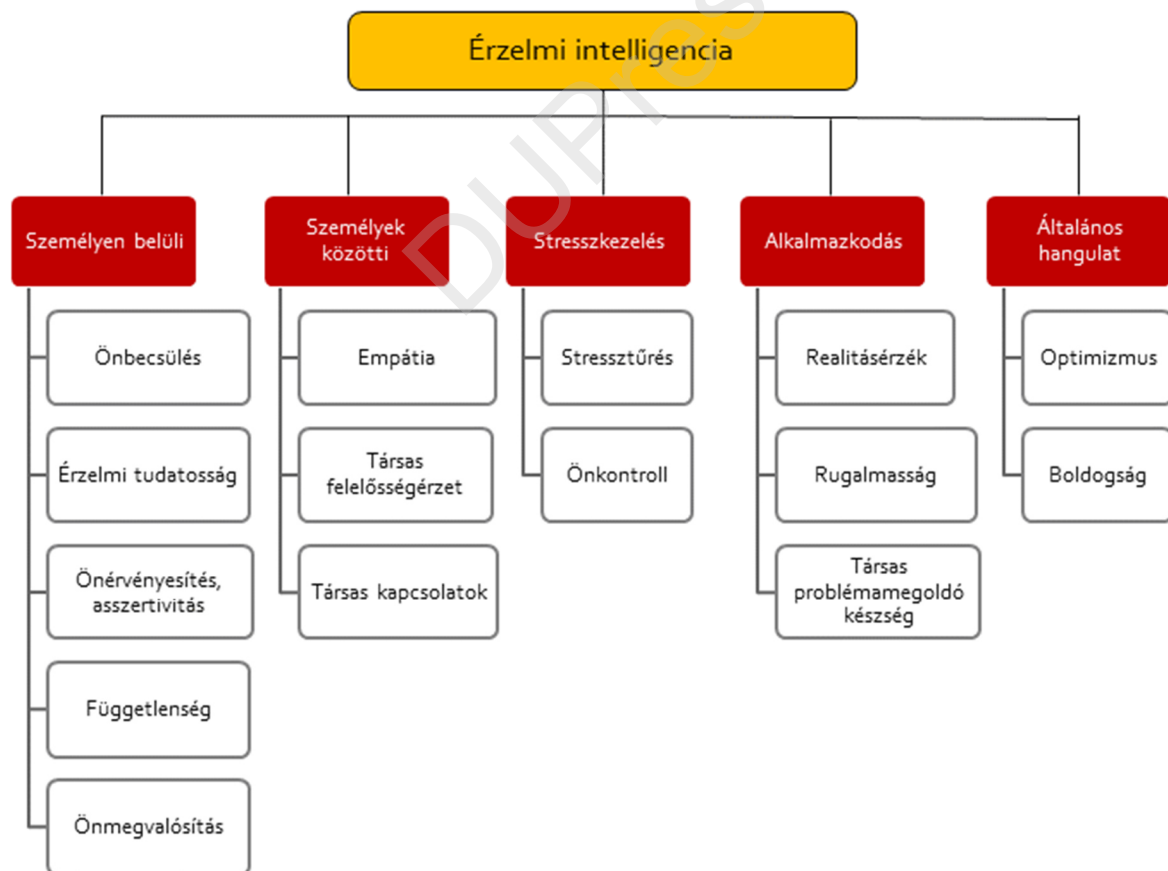 Érzelmi intelligencia
Személyen belüli
Önbecsülés
Érzelmi tudatosság
Önérvényesítés,
asszertivitás
Függetlenség
Önmegvalósítás
Személyek
közötti
Empátia
Társas
felelősségérzet
Társas kapcsolatok
Stresszkezelés
Stressztűrés
Önkontroll
Alkalmazkodás
Realitásérzék
Rugalmasság
Társas
problémamegoldó
készség
Általános
hangulat
Optimizmus
Boldogság
DUPres